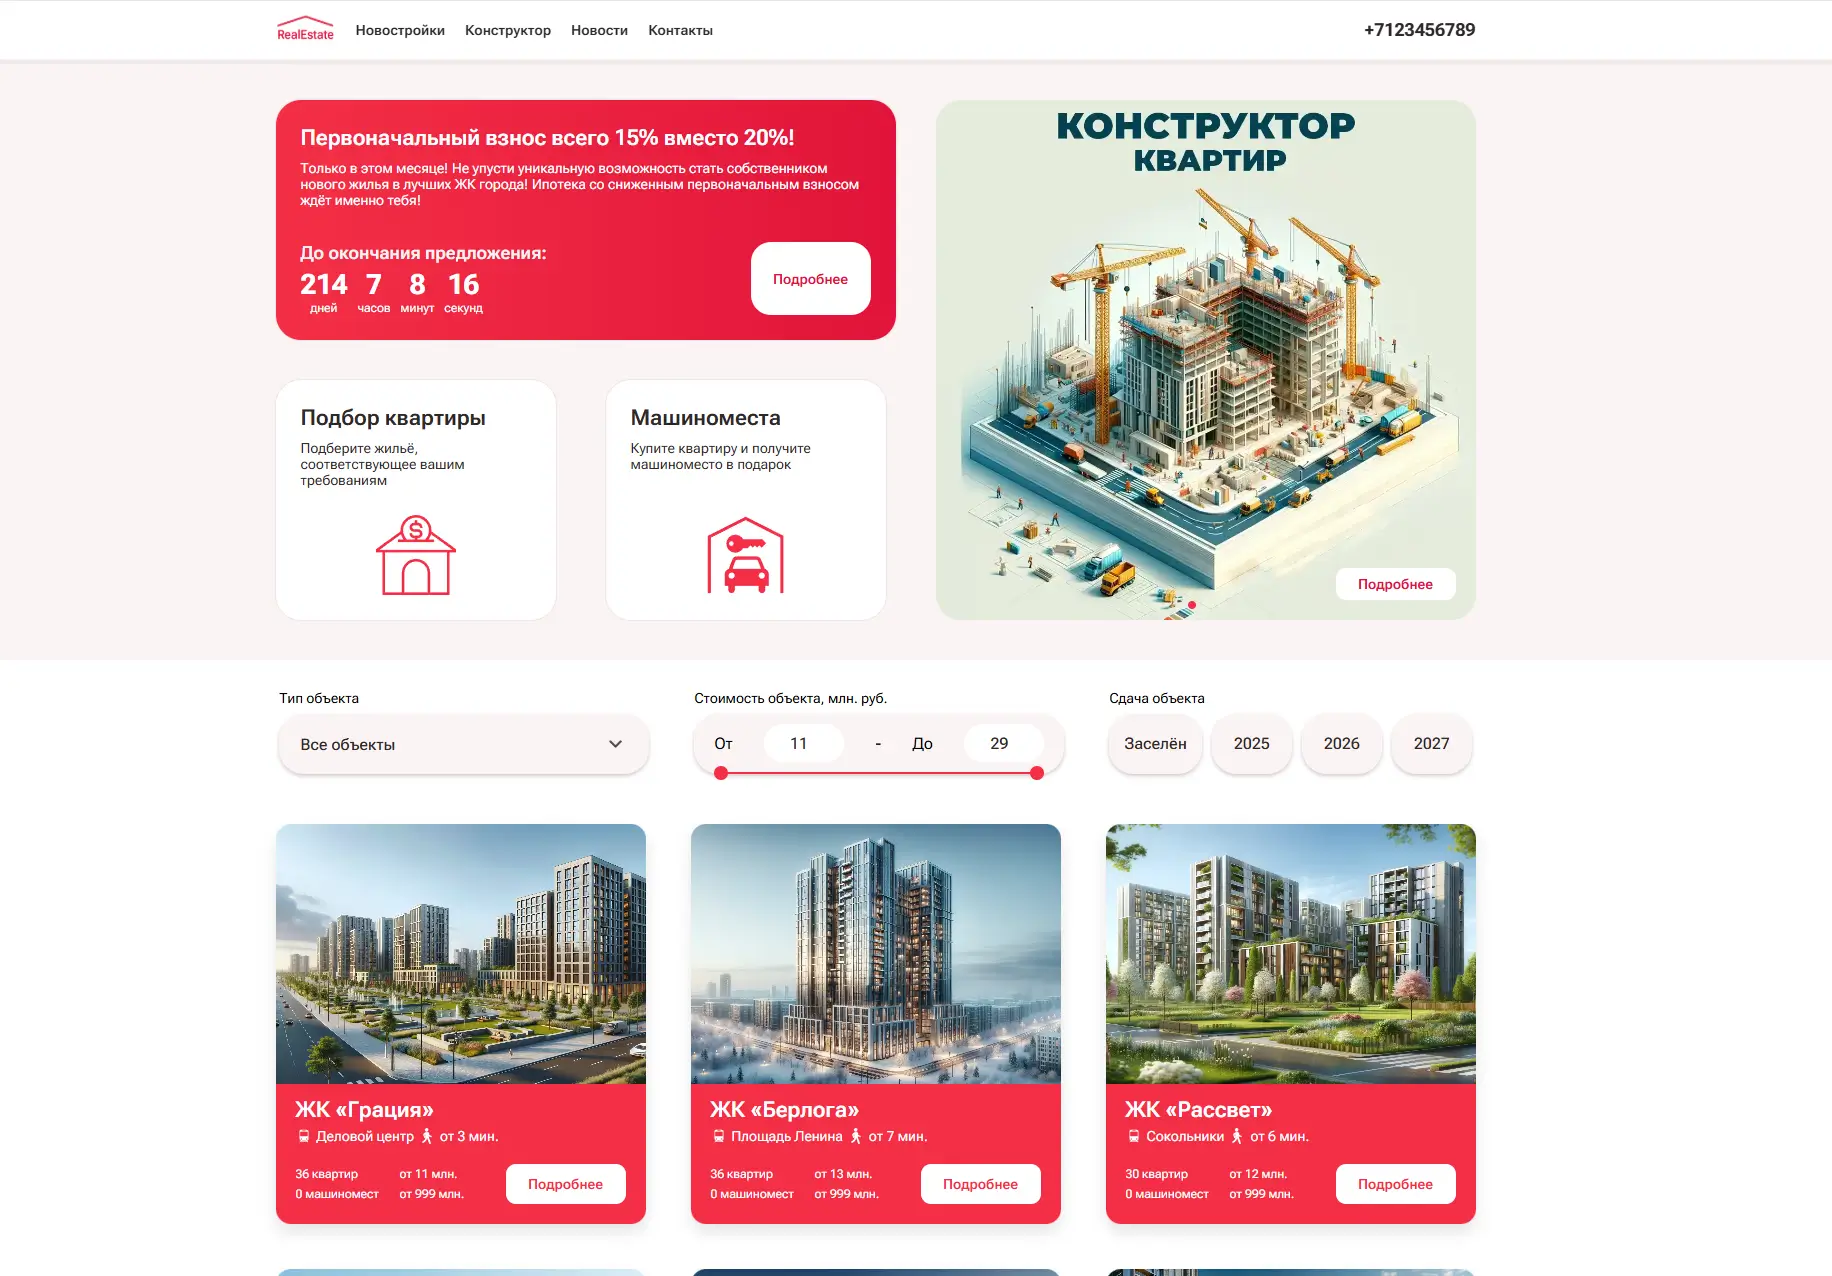 RealEstate
Новостройки
Конструктор
Новости
Контакты
+7123456789
Первоначальный взнос всего 15% вместо 20%!
Только в этом месяце! Не упусти уникальную возможность стать собственником
нового жилья в лучших ЖК города! Ипотека со сниженным первоначальным взносом
ждёт именно тебя!
До окончания предложения:
214 7 8 16
дней часов минут секунд
Подробнее
КОНСТРУКТОР
КВАРТИР
Подробнее
Подбор квартиры
Подберите жильё,
соответствующее вашим
требованиям
$
Машиноместа
Купите квартиру и получите
машиноместо в подарок
Тип объекта
Все объекты
Стоимость объекта, млн. руб.
От 11 - До 29
Сдача объекта
Заселён 2025 2026 2027
ЖК «Грация»
Деловой центр от 3 мин.
36 квартир от 11 млн.
0 машиномест от 999 млн.
Подробнее
ЖК «Берлога»
Площадь Ленина от 7 мин.
36 квартир от 13 млн.
0 машиномест от 999 млн.
Подробнее
ЖК «Рассвет»
Сокольники от 6 мин.
30 квартир от 12 млн.
0 машиномест от 999 млн.
Подробнее